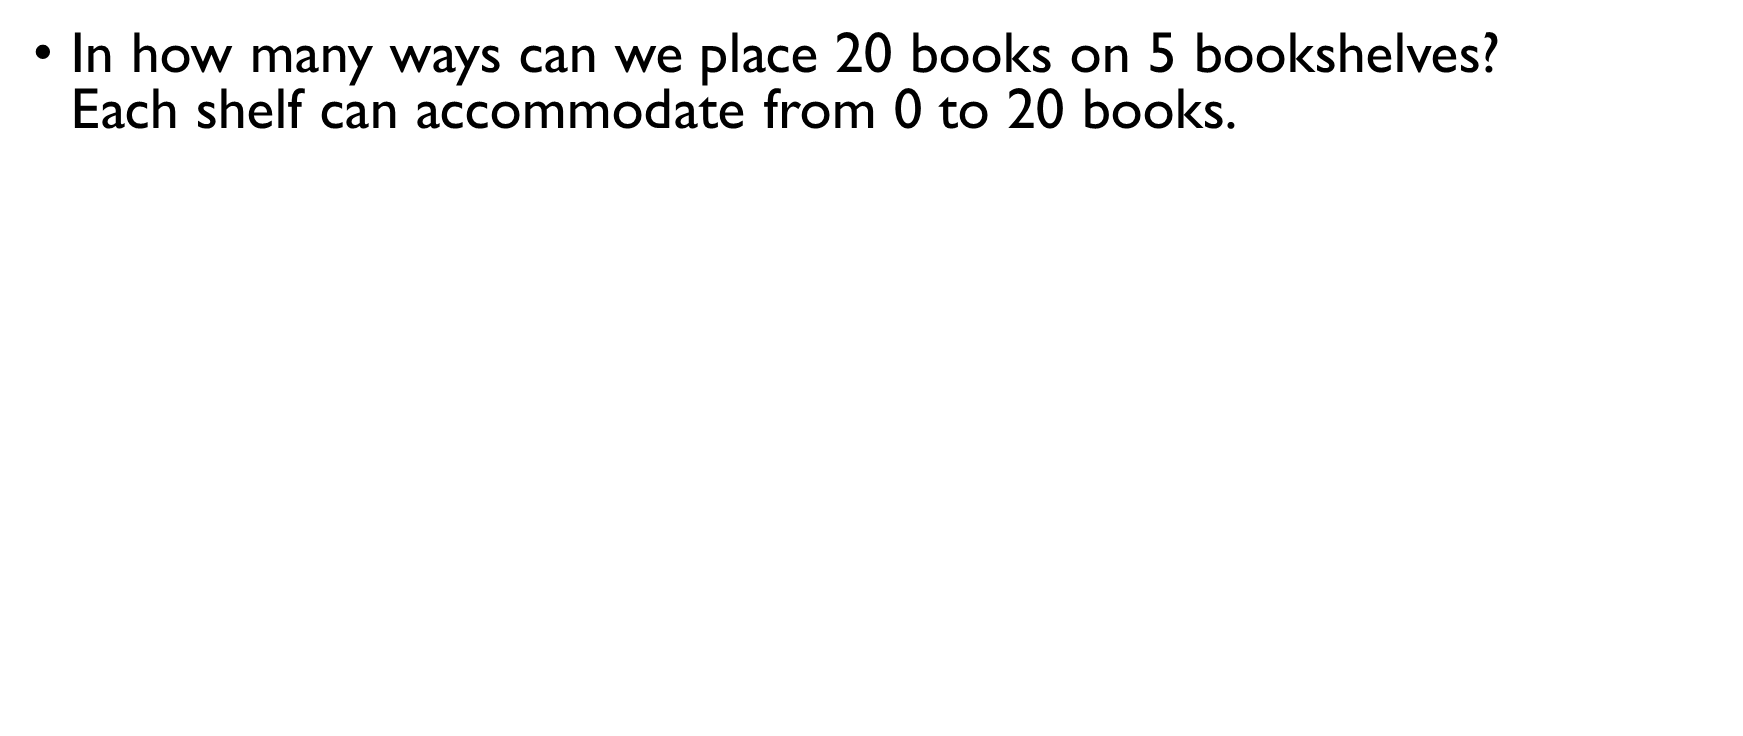 • In how many ways can we place 20 books on 5 bookshelves?
Each shelf can accommodate from 0 to 20 books.